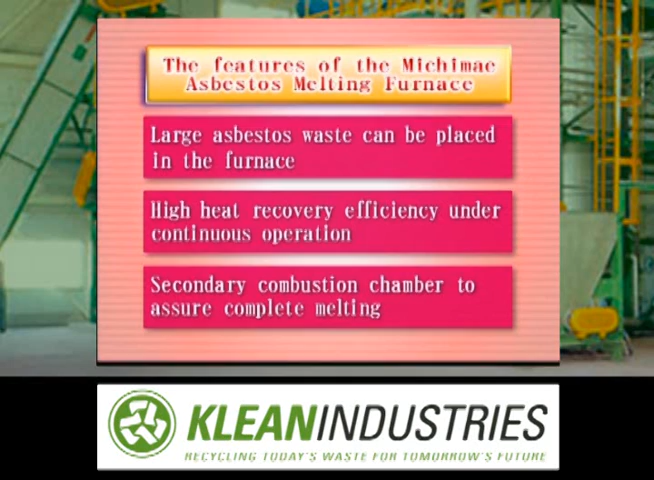 The features of the Michimae
Asbestos Melting Furnace
Large asbestos waste can be placed
in the furnace
High heat recovery efficiency under
continuous operation
Secondary combustion chamber to
assure complete melting
KLEANINDUSTRIES
RECYCLING TODAY'S WASTE FOR TOMORROW'S FUTURE